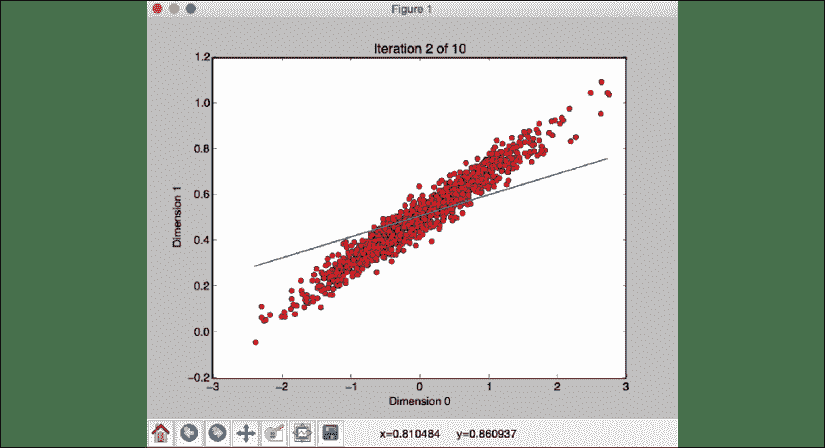 Figure 1
Iteration 2 of 10
1.2
1.0
0.8
0.6
0.4
0.2
0.0
−0.2
Dimension 1
−3 −2 −1 0 1 2 3
Dimension 0
x=0.810484 y=0.860937